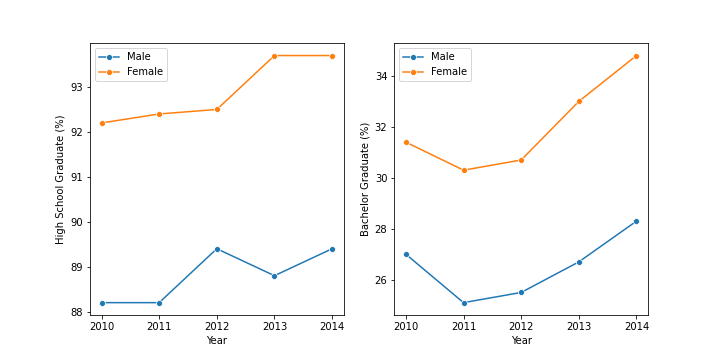 Male
Female
High School Graduate (%)
93
92
91
90
89
88
2010 2011 2012 2013 2014
Year
Male
Female
Bachelor Graduate (%)
34
32
30
28
26
2010 2011 2012 2013 2014
Year